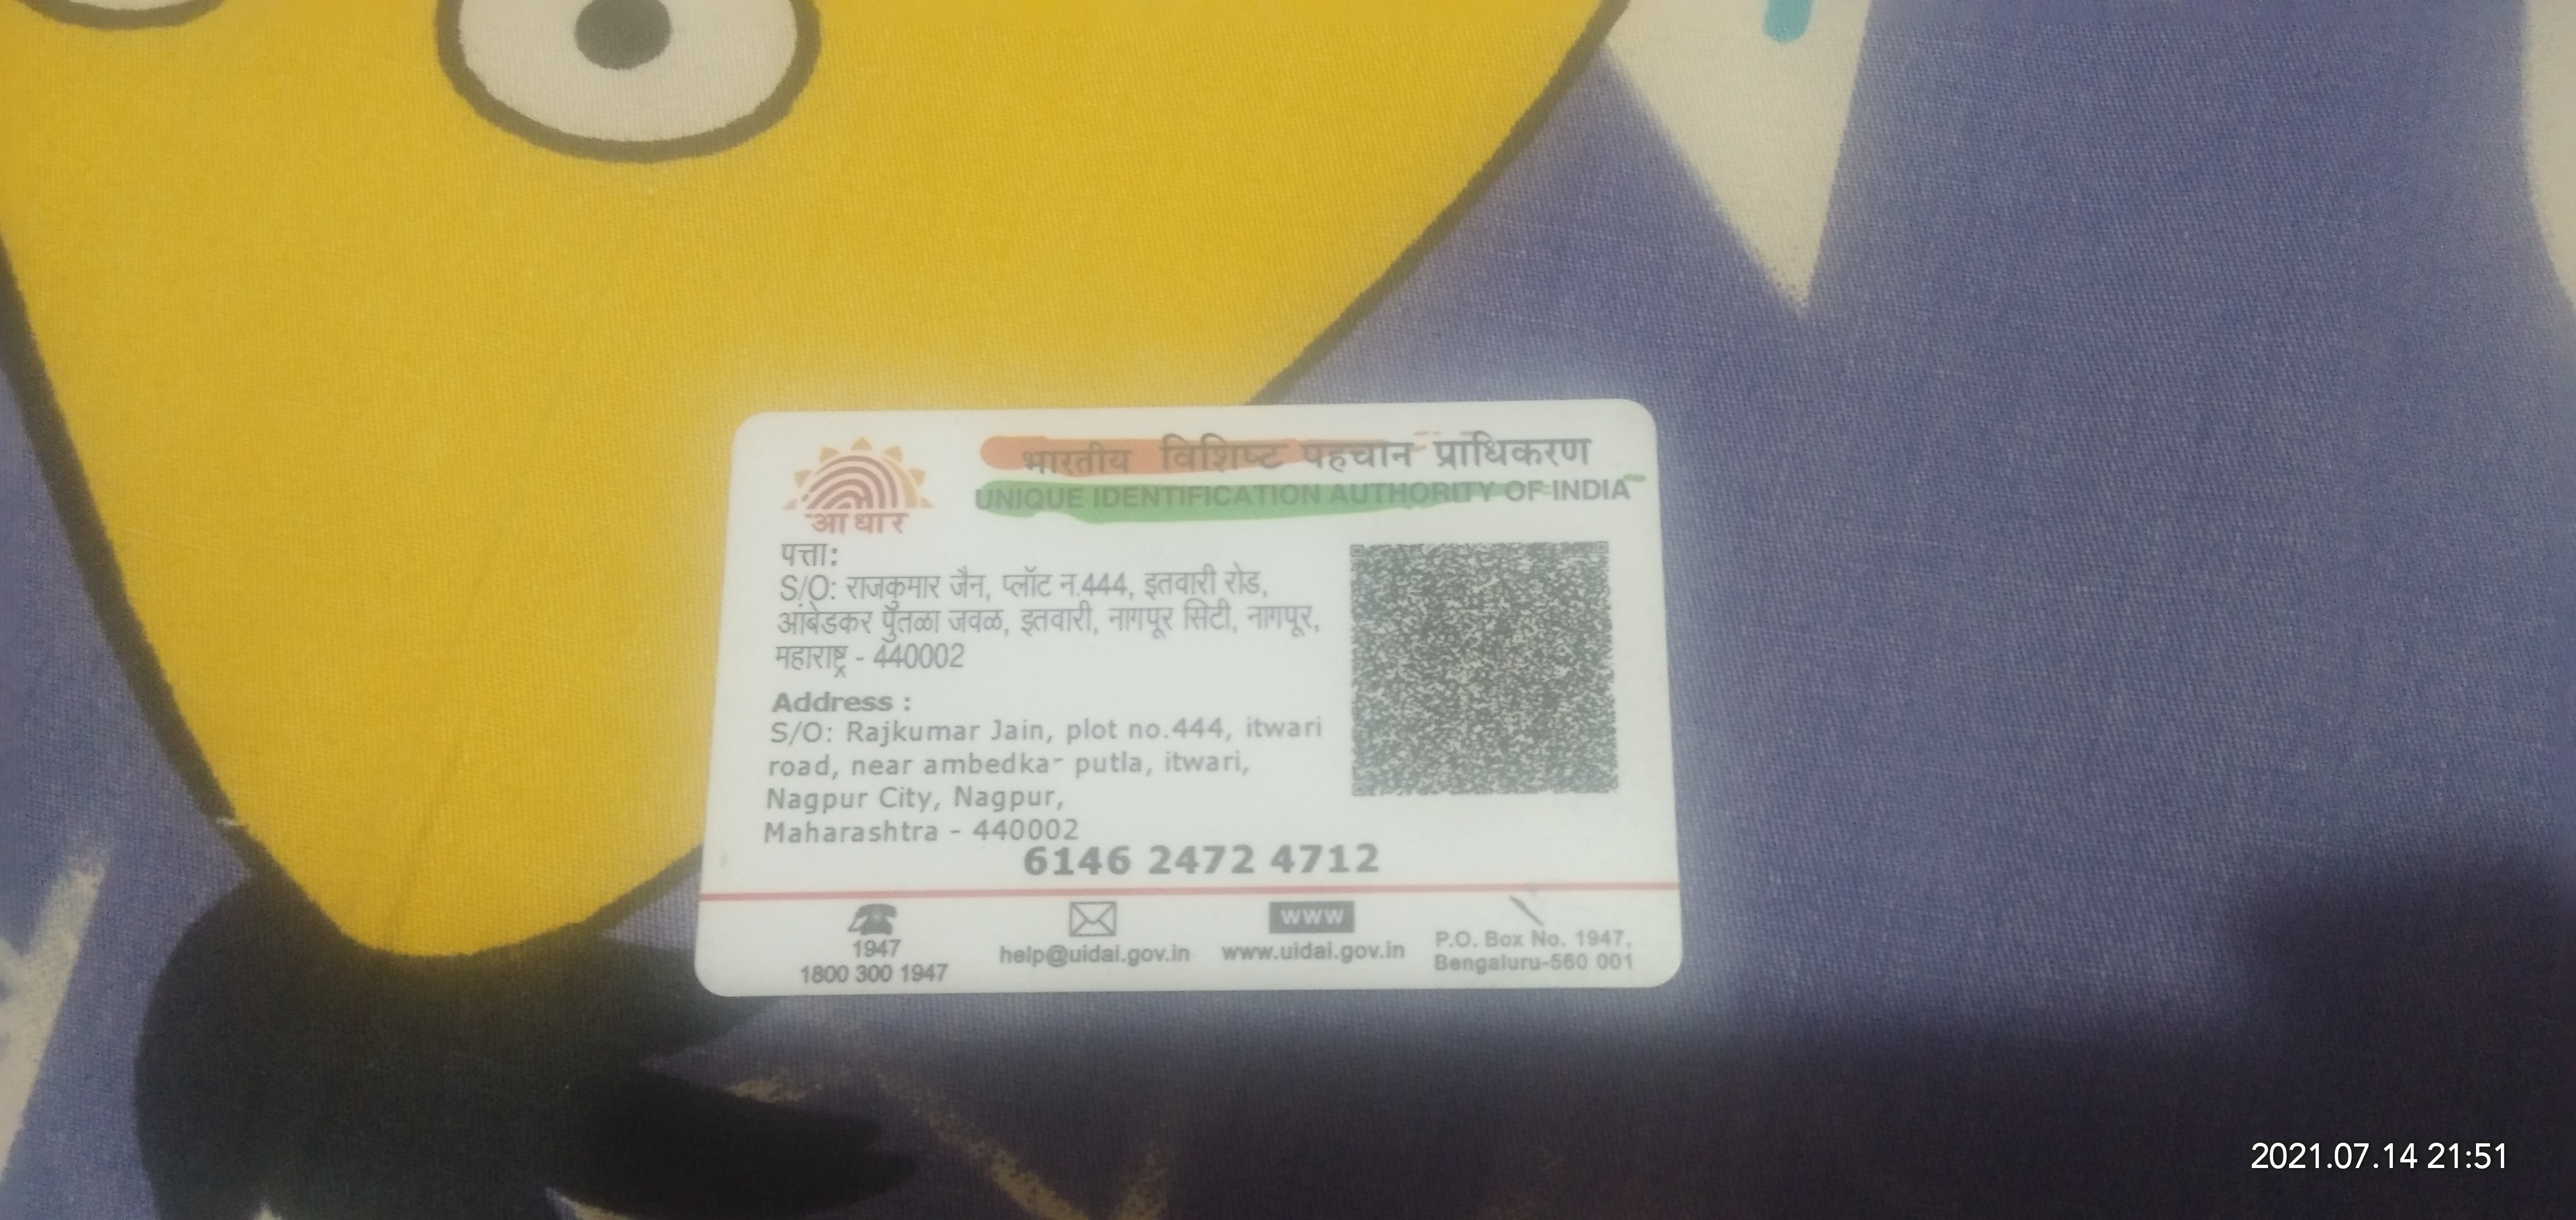 भारतीय विशिष्ट पहचान प्राधिकरण
UNIQUE IDENTIFICATION AUTHORITY OF INDIA
आधार
पत्ता:
S/O: राजकुमार जैन, प्लॉट न.444, इतवारी रोड,
आंबेडकर पुतळा जवळ, इतवारी, नागपूर सिटी, नागपूर,
महाराष्ट्र - 440002
Address :
S/O: Rajkumar Jain, plot no.444, itwari
road, near ambedkar putla, itwari,
Nagpur City, Nagpur,
Maharashtra - 440002
6146 2472 4712
1947
1800 300 1947
help@uidai.gov.in
www
www.uidai.gov.in
P.O. Box No. 1947,
Bengaluru-560 001
2021.07.14 21:51